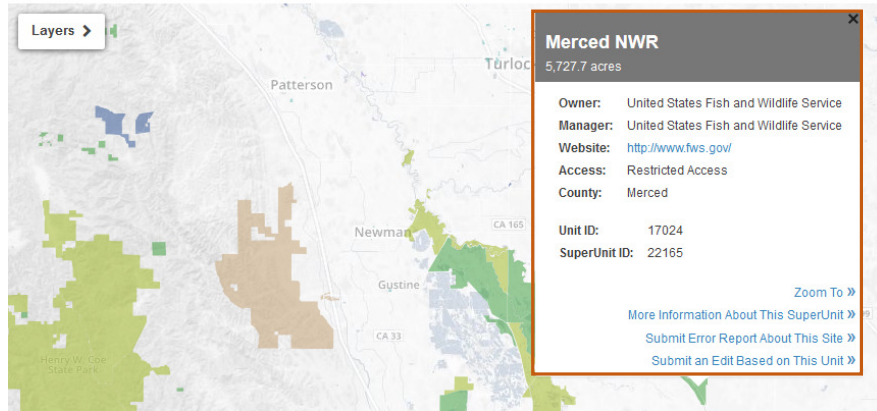 Layers >
Patterson
Newman
Gustine
CA 165
CA 33
Henry W. Coe
State Park
Merced NWR
5,727.7 acres
Owner: United States Fish and Wildlife Service
Manager: United States Fish and Wildlife Service
Website: http://www.fws.gov/
Access: Restricted Access
County: Merced
Unit ID: 17024
SuperUnit ID: 22165
Zoom To »
More Information About This SuperUnit »
Submit Error Report About This Site »
Submit an Edit Based on This Unit »